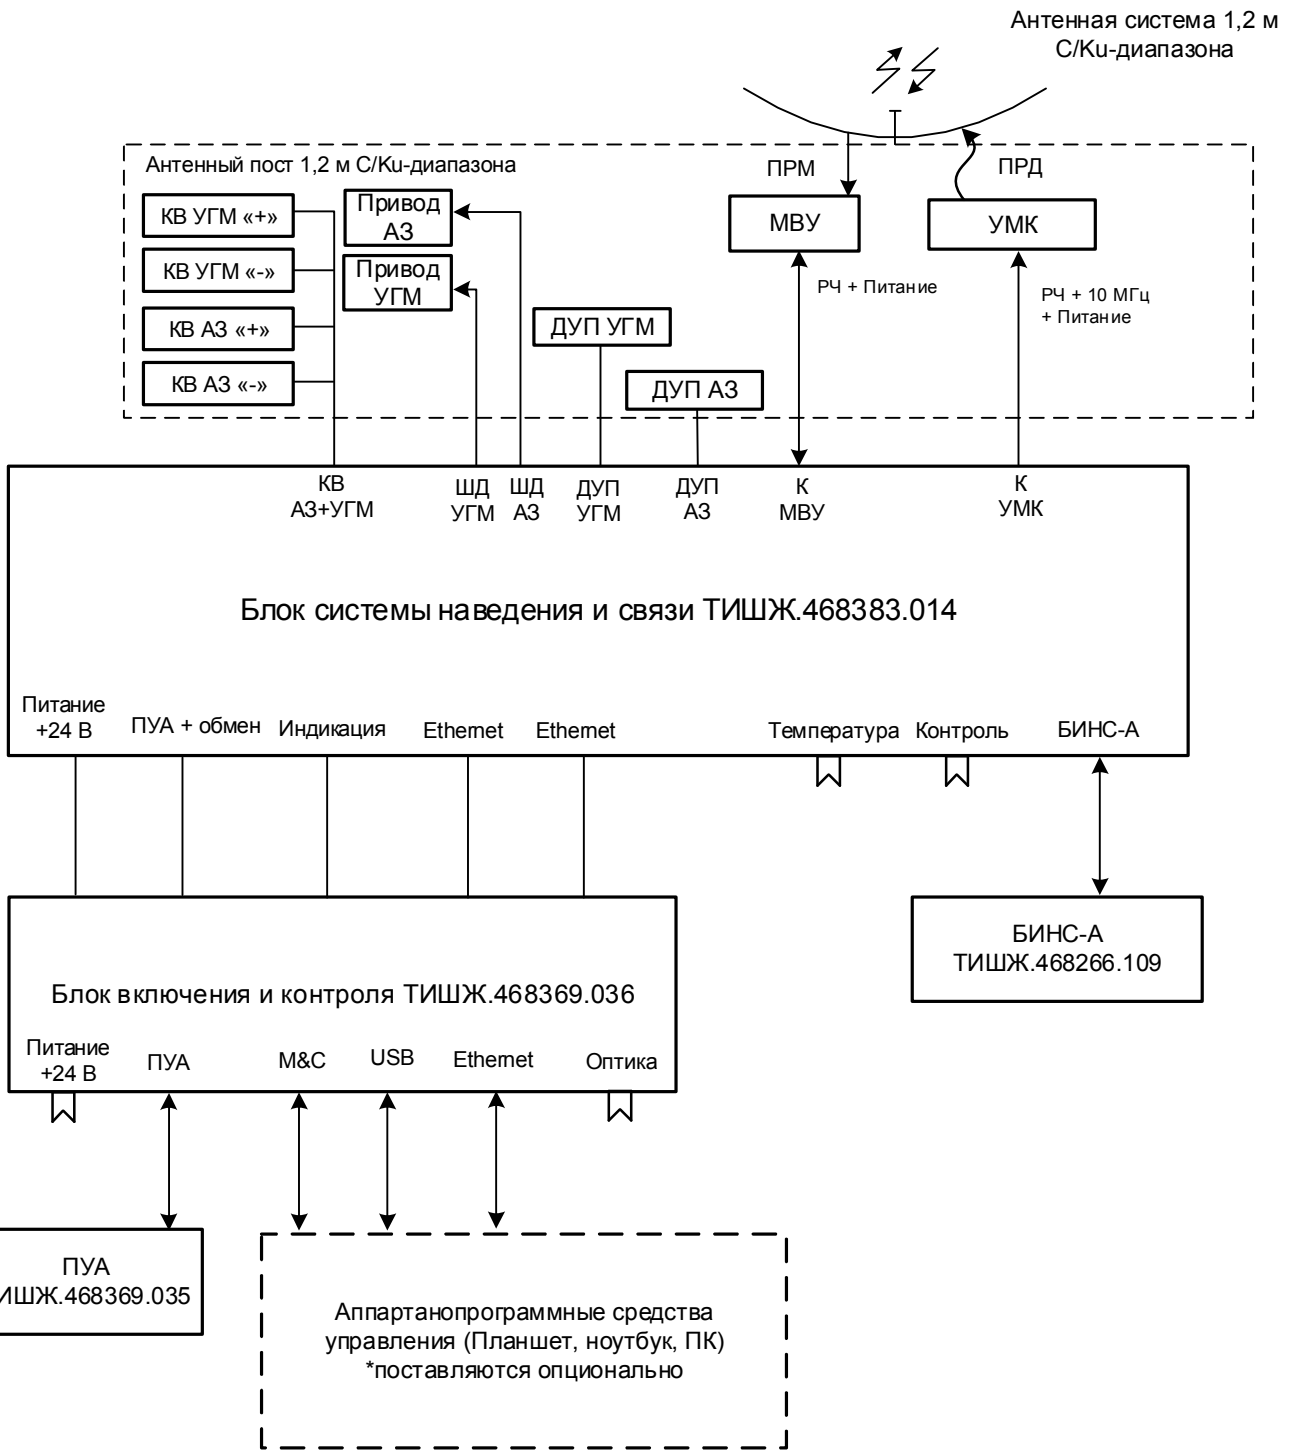 Антенная система 1,2 м
C/Ku-диапазона
Антенный пост 1,2 м C/Ku-диапазона
КВ УГМ «+»
КВ УГМ «-»
КВ АЗ «+»
КВ АЗ «-»
Привод
АЗ
Привод
УГМ
ДУП УГМ
ДУП АЗ
ПРМ
МВУ
РЧ + Питание
ПРД
УМК
РЧ + 10 МГц
+ Питание
КВ
АЗ+УГМ
ШД
УГМ
ШД
АЗ
ДУП
УГМ
ДУП
АЗ
К
МВУ
К
УМК
Блок системы наведения и связи ТИШЖ.468383.014
Питание
+24 В
ПУА + обмен
Индикация
Ethernet
Ethernet
Температура
Контроль
БИНС-А
БИНС-А
ТИШЖ.468266.109
Блок включения и контроля ТИШЖ.468369.036
Питание
+24 В
ПУА
M&C
USB
Ethernet
Оптика
ПУА
ИШЖ.468369.035
Аппартанопрограммные средства
управления (Планшет, ноутбук, ПК)
*поставляются опционально